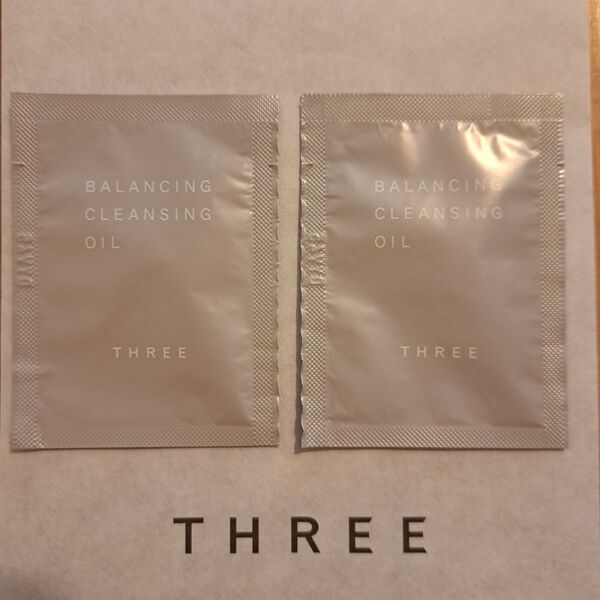 BALANCING
CLEANSING
OIL
THREE
BALANCING
CLEANSING
OIL
THREE
THREE